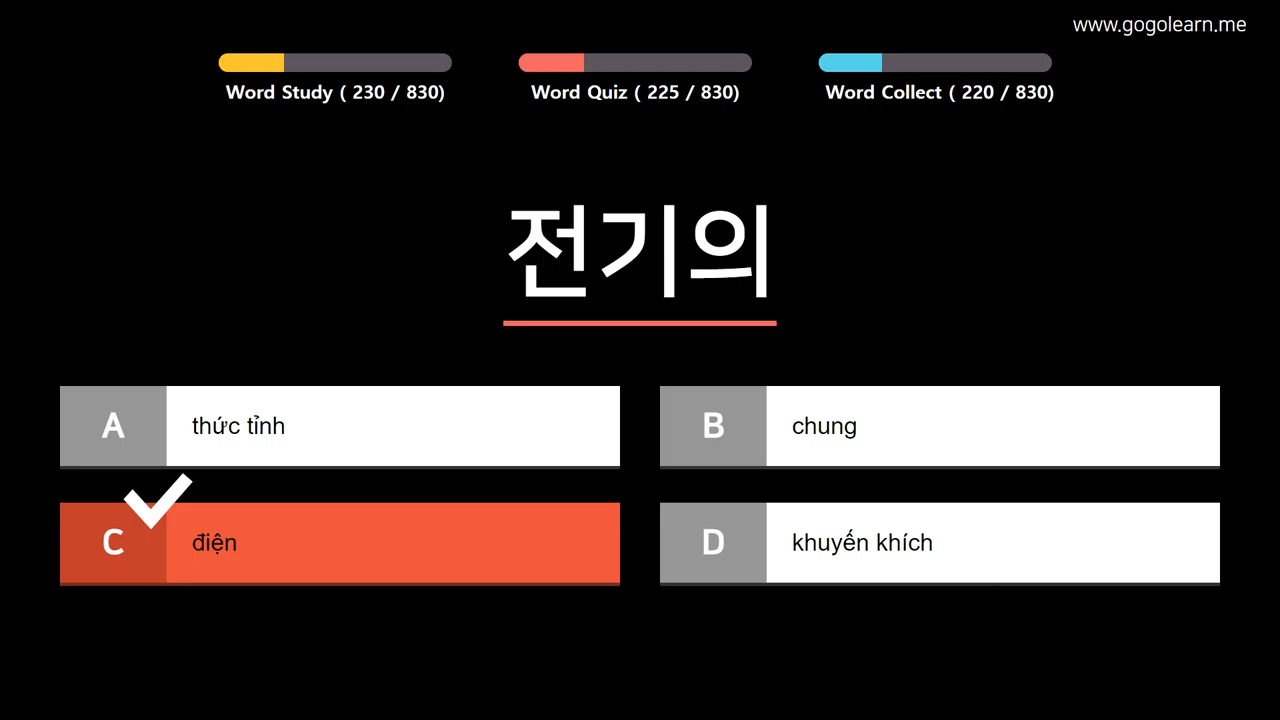 www.gogolearn.me
Word Study ( 230 / 830)
Word Quiz ( 225 / 830)
Word Collect ( 220 / 830)
전기의
A
thức tỉnh
B
chung
C
điện
D
khuyến khích